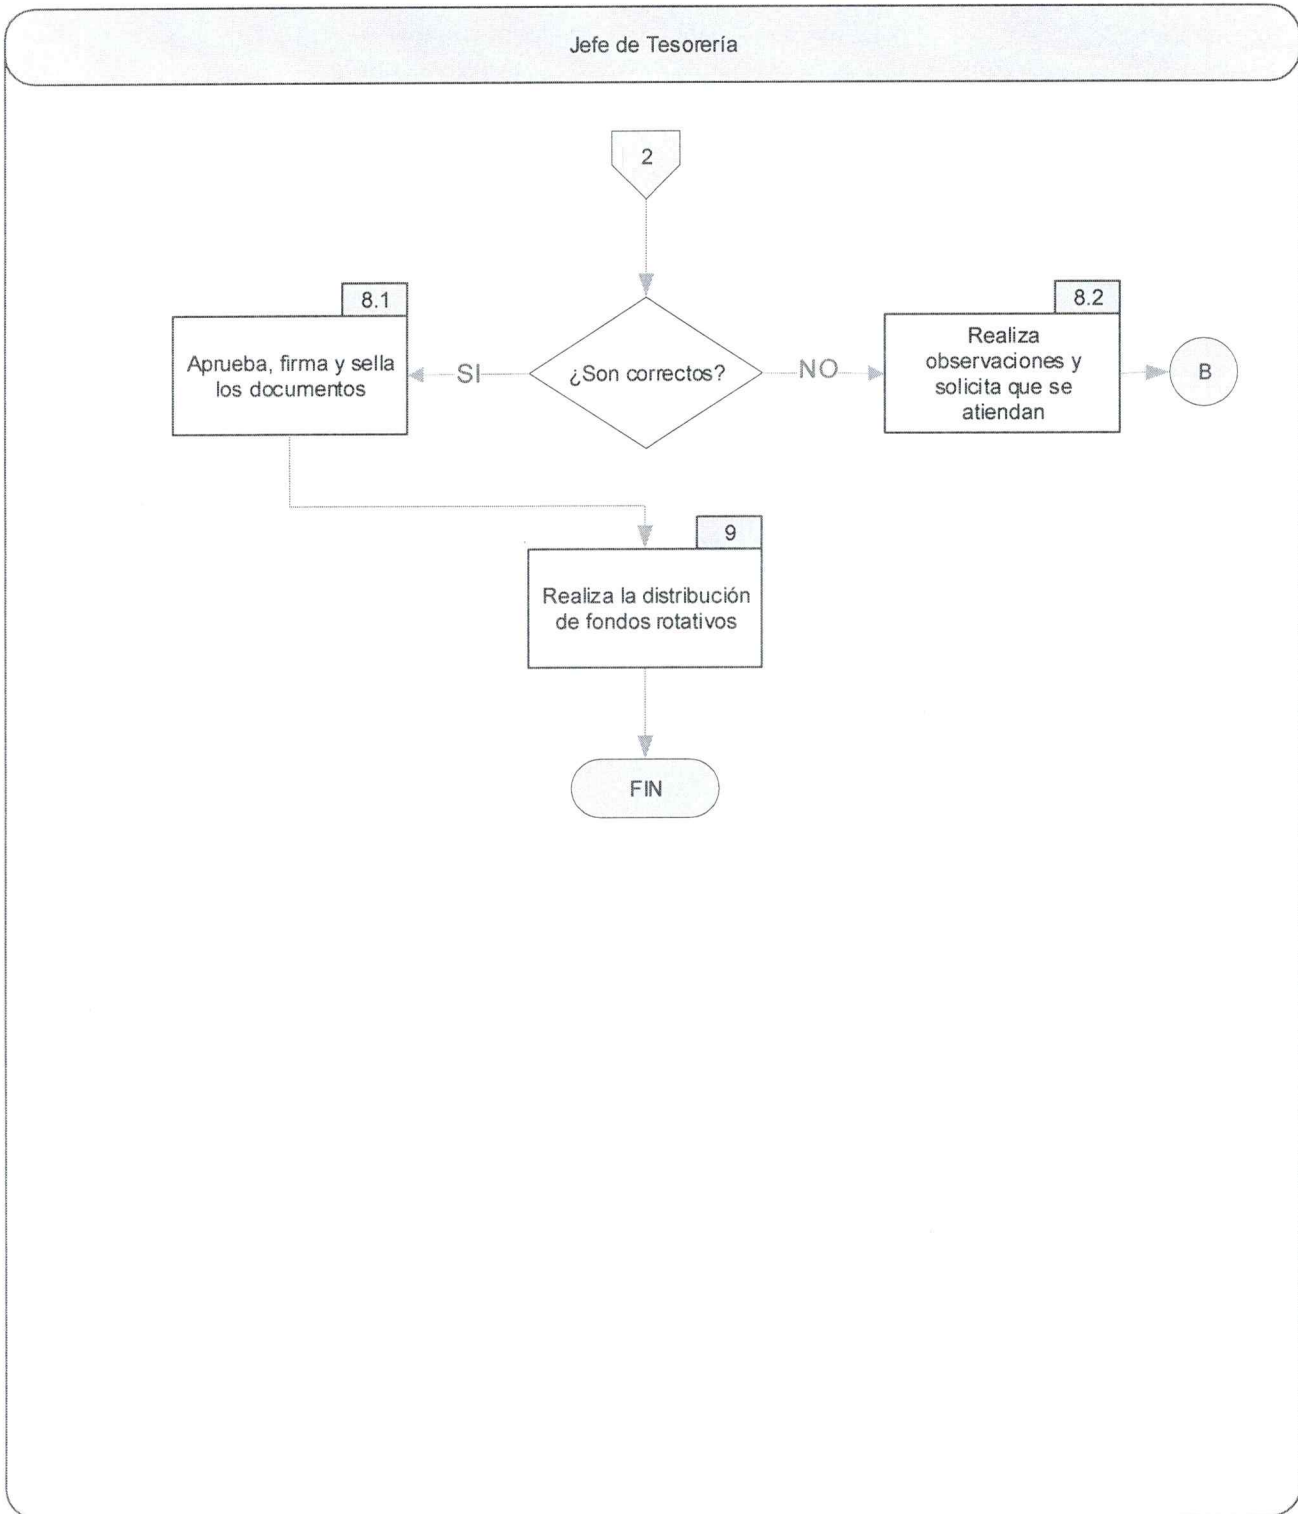 Jefe de Tesorería
2
8.1
Aprueba, firma y sella
los documentos
SI
¿Son correctos?
NO
8.2
Realiza
observaciones y
solicita que se
atiendan
B
9
Realiza la distribución
de fondos rotativos
FIN